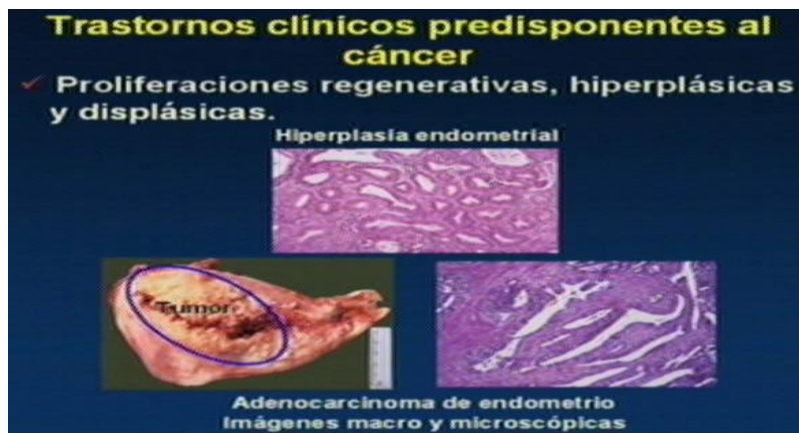 Trastornos clínicos predisponentes al
cáncer
✓ Proliferaciones regenerativas, hiperplásicas
y displásicas.
Hiperplasia endometrial
Tumor
Adenocarcinoma de endometrio
Imágenes macro y microscópicas